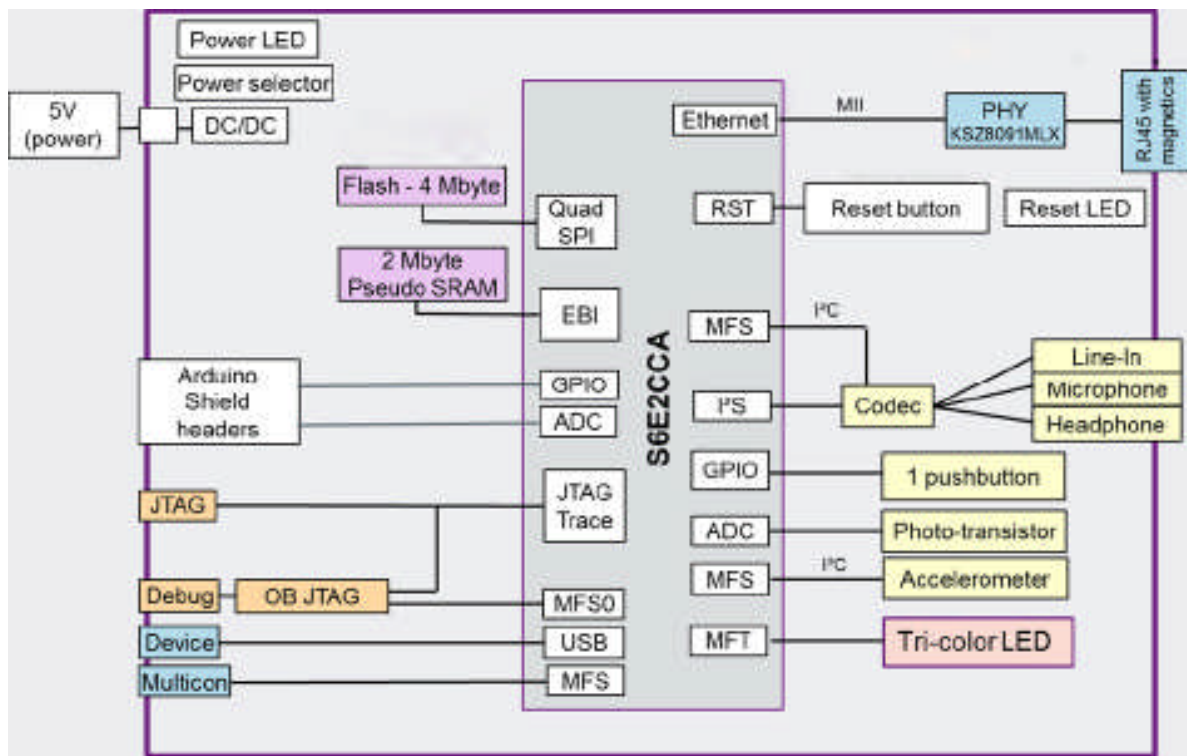 Power LED
Power selector
5V
(power)
DC/DC
Flash - 4 Mbyte
2 Mbyte
Pseudo SRAM
Arduino
Shield
headers
JTAG
Debug
OB JTAG
Device
Multicon
Quad
SPI
EBI
GPIO
ADC
JTAG
Trace
MFS0
USB
MFS
S6E2CCA
Ethernet
MII
PHY
KSZ8091MLX
RJ45 with
magnetics
RST
Reset button
Reset LED
MFS
I²C
I²S
Codec
Line-In
Microphone
Headphone
GPIO
1 pushbutton
ADC
Photo-transistor
MFS
I²C
Accelerometer
MFT
Tri-color LED